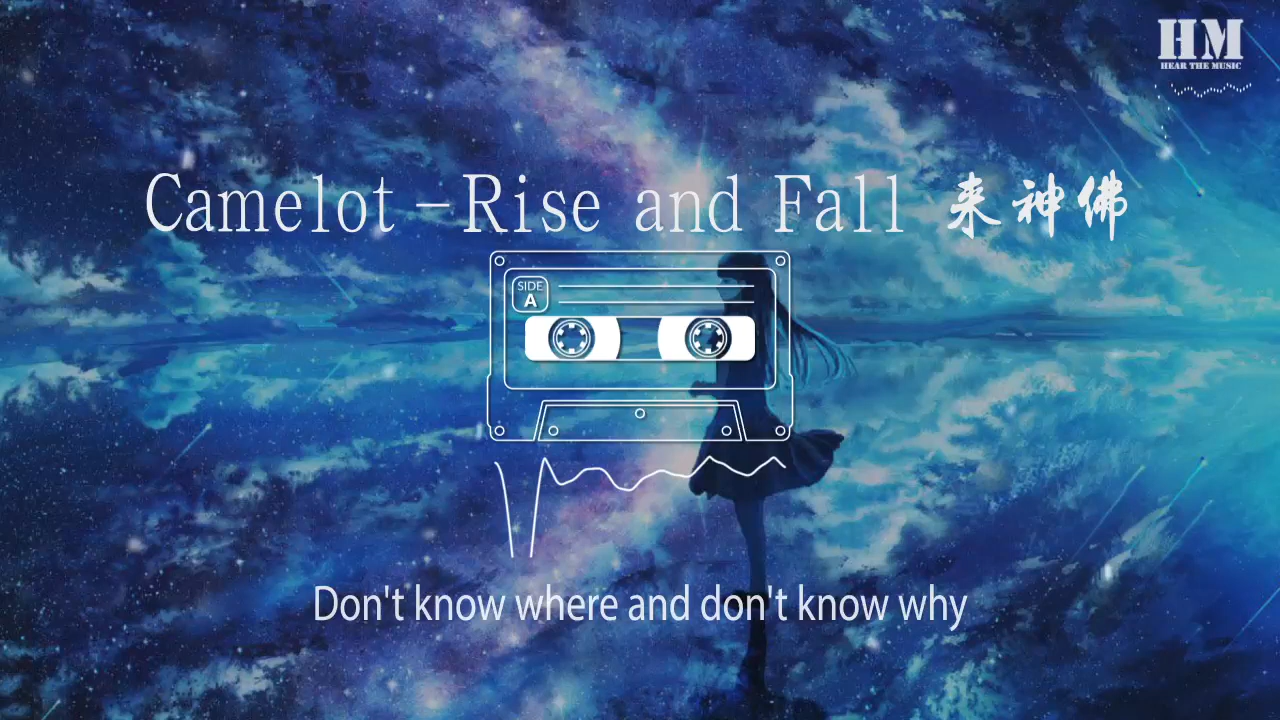 HM
HEAR THE MUSIC
Camelot -Rise and Fall 来神佛
SIDE
A
Don't know where and don't know why